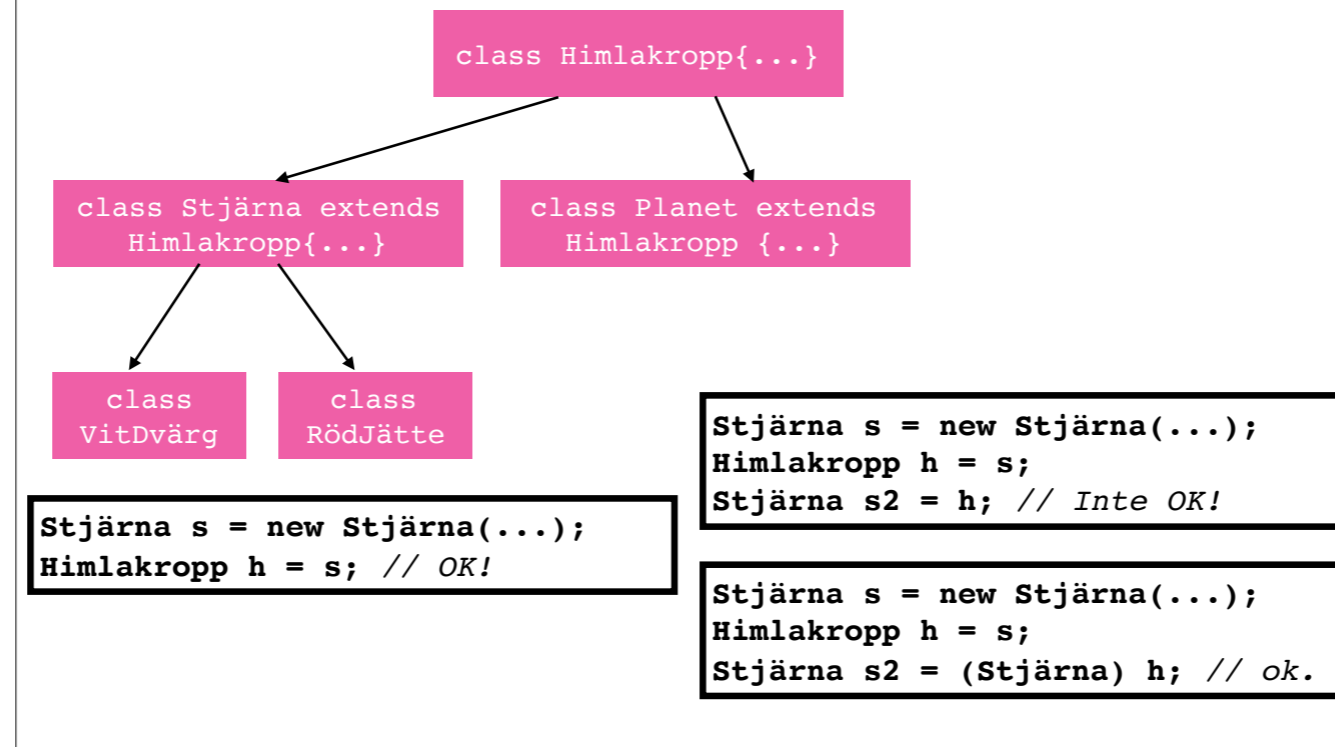 class Himlakropp{...}
class Stjärna extends
Himlakropp{...}
class Planet extends
Himlakropp {...}
class
VitDvärg
class
RödJätte
Stjärna s = new Stjärna(...);
Himlakropp h = s; // OK!
Stjärna s = new Stjärna(...);
Himlakropp h = s;
Stjärna s2 = h; // Inte OK!
Stjärna s = new Stjärna(...);
Himlakropp h = s;
Stjärna s2 = (Stjärna) h; // ok.